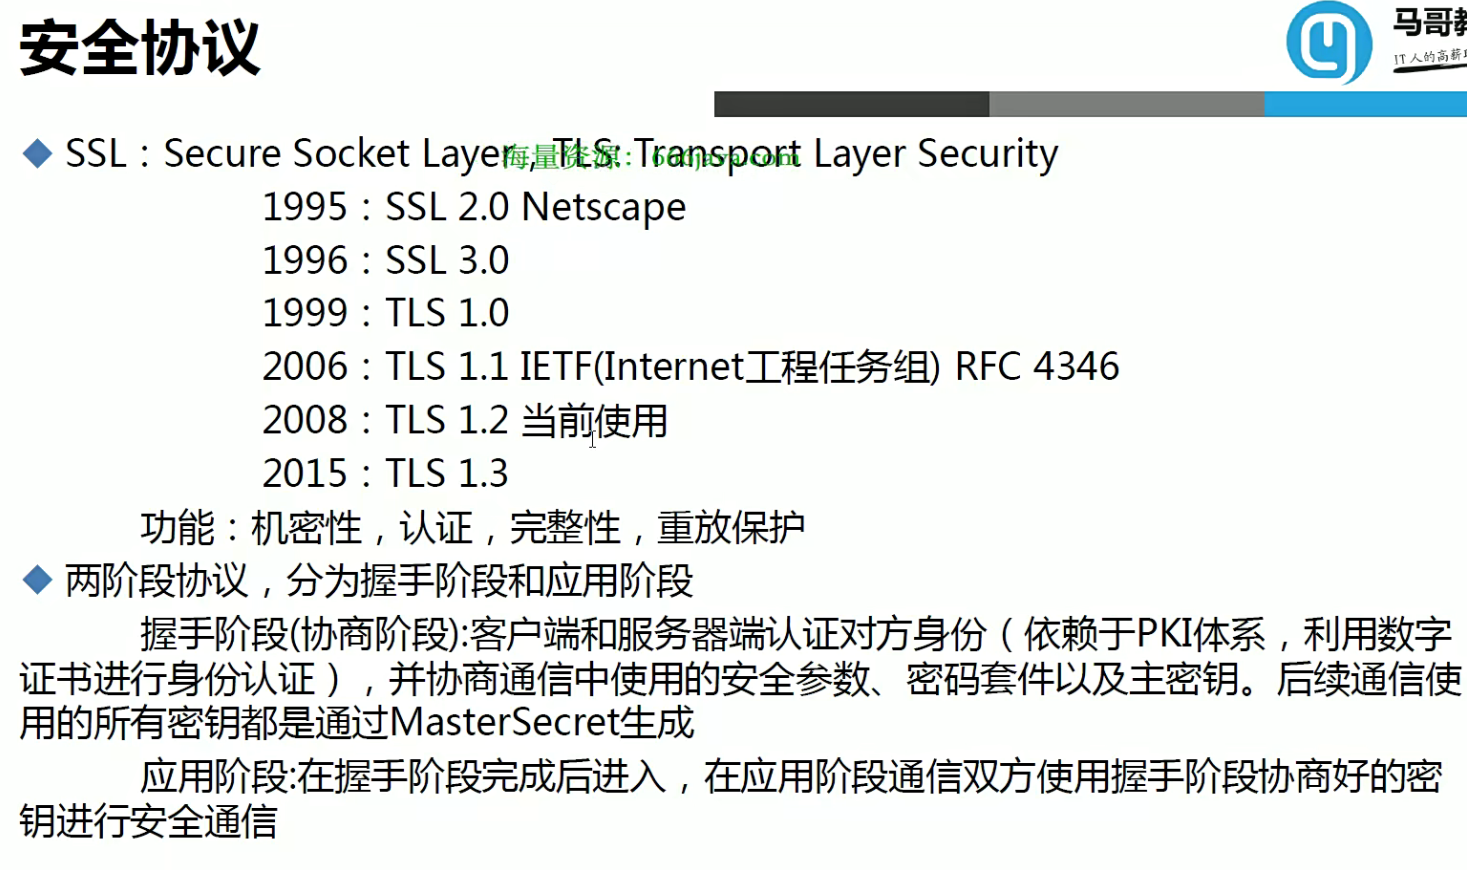 安全协议
马哥教
IT人的高薪职
SSL：Secure Socket Layer，TLS: Transport Layer Security
海量资源：666java.com
1995：SSL 2.0 Netscape
1996：SSL 3.0
1999：TLS 1.0
2006：TLS 1.1 IETF(Internet工程任务组) RFC 4346
2008：TLS 1.2 当前使用
2015：TLS 1.3
功能：机密性，认证，完整性，重放保护
两阶段协议，分为握手阶段和应用阶段
握手阶段(协商阶段):客户端和服务器端认证对方身份（依赖于PKI体系，利用数字
证书进行身份认证），并协商通信中使用的安全参数、密码套件以及主密钥。后续通信使
用的所有密钥都是通过MasterSecret生成
应用阶段:在握手阶段完成后进入，在应用阶段通信双方使用握手阶段协商好的密
钥进行安全通信